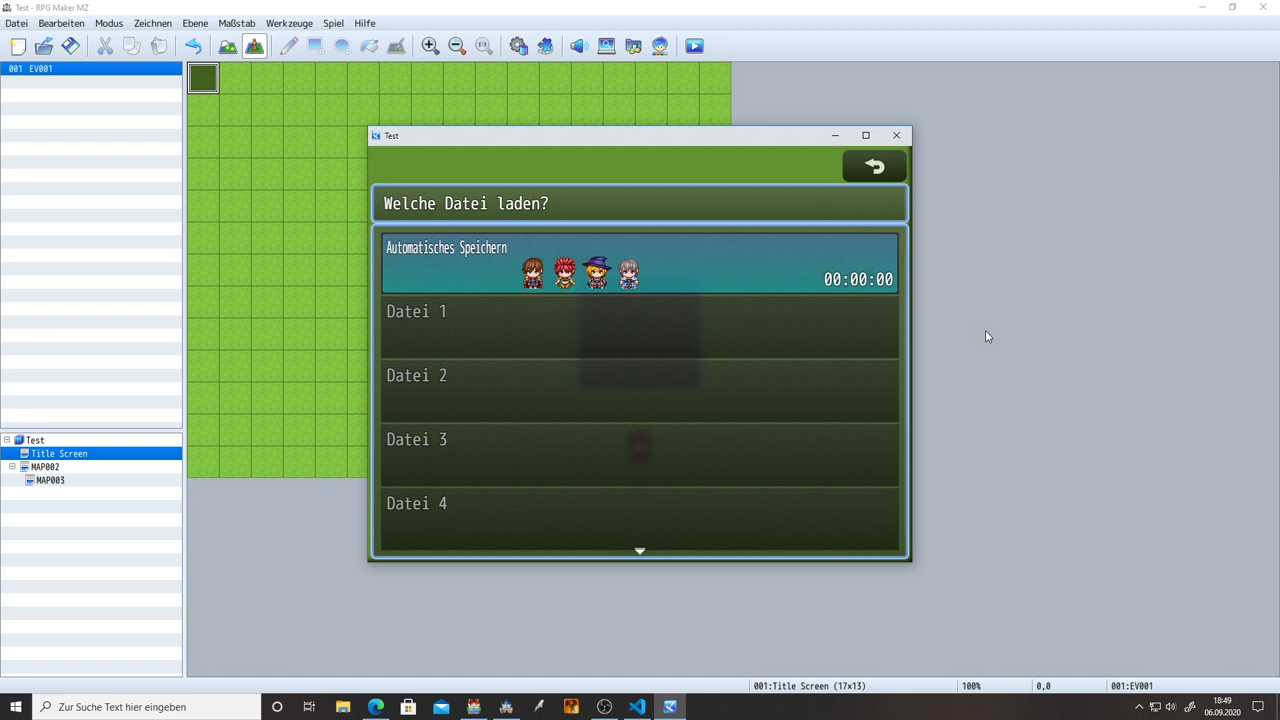 Test - RPG Maker MZ
Datei Bearbeiten Modus Zeichnen Ebene Maßstab Werkzeuge Spiel Hilfe
001 EV001
Test
Welche Datei laden?
Automatisches Speichern
00:00:00
Datei 1
Datei 2
Datei 3
Datei 4
Test
Title Screen
MAP002
MAP003
001:Title Screen (17x13) 100% 0,0 001:EV001
Zur Suche Text hier eingeben
18:49
06.09.2020